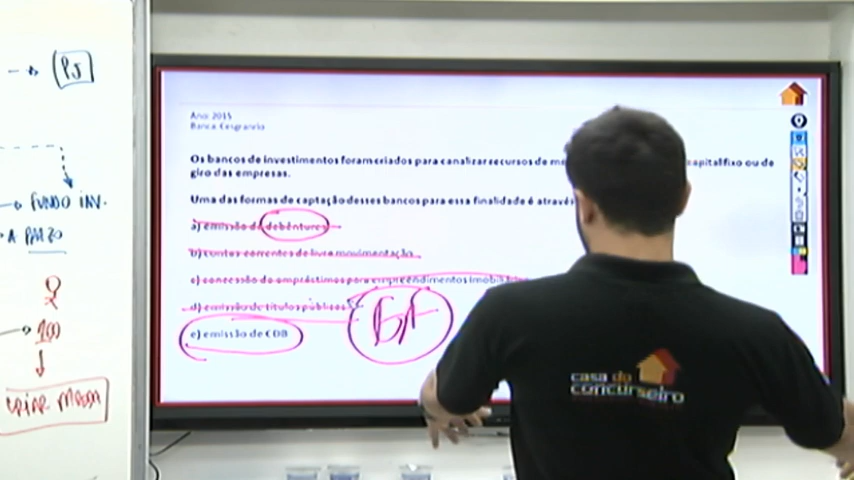 PJ
FUNDO INV.
A PRAZO
Ano: 2015
Banca: Cesgranrio
Os bancos de investimentos foram criados para canalizar recursos de capital fixo ou de
giro das empresas.
Uma das formas de captação desses bancos para essa finalidade é através
a) emissão de debêntures
b) contas correntes de livre movimentação
c) concessão de empréstimos para empreendimentos imobiliários
d) emissão de títulos públicos
e) emissão de CDB
casa do
concurseiro